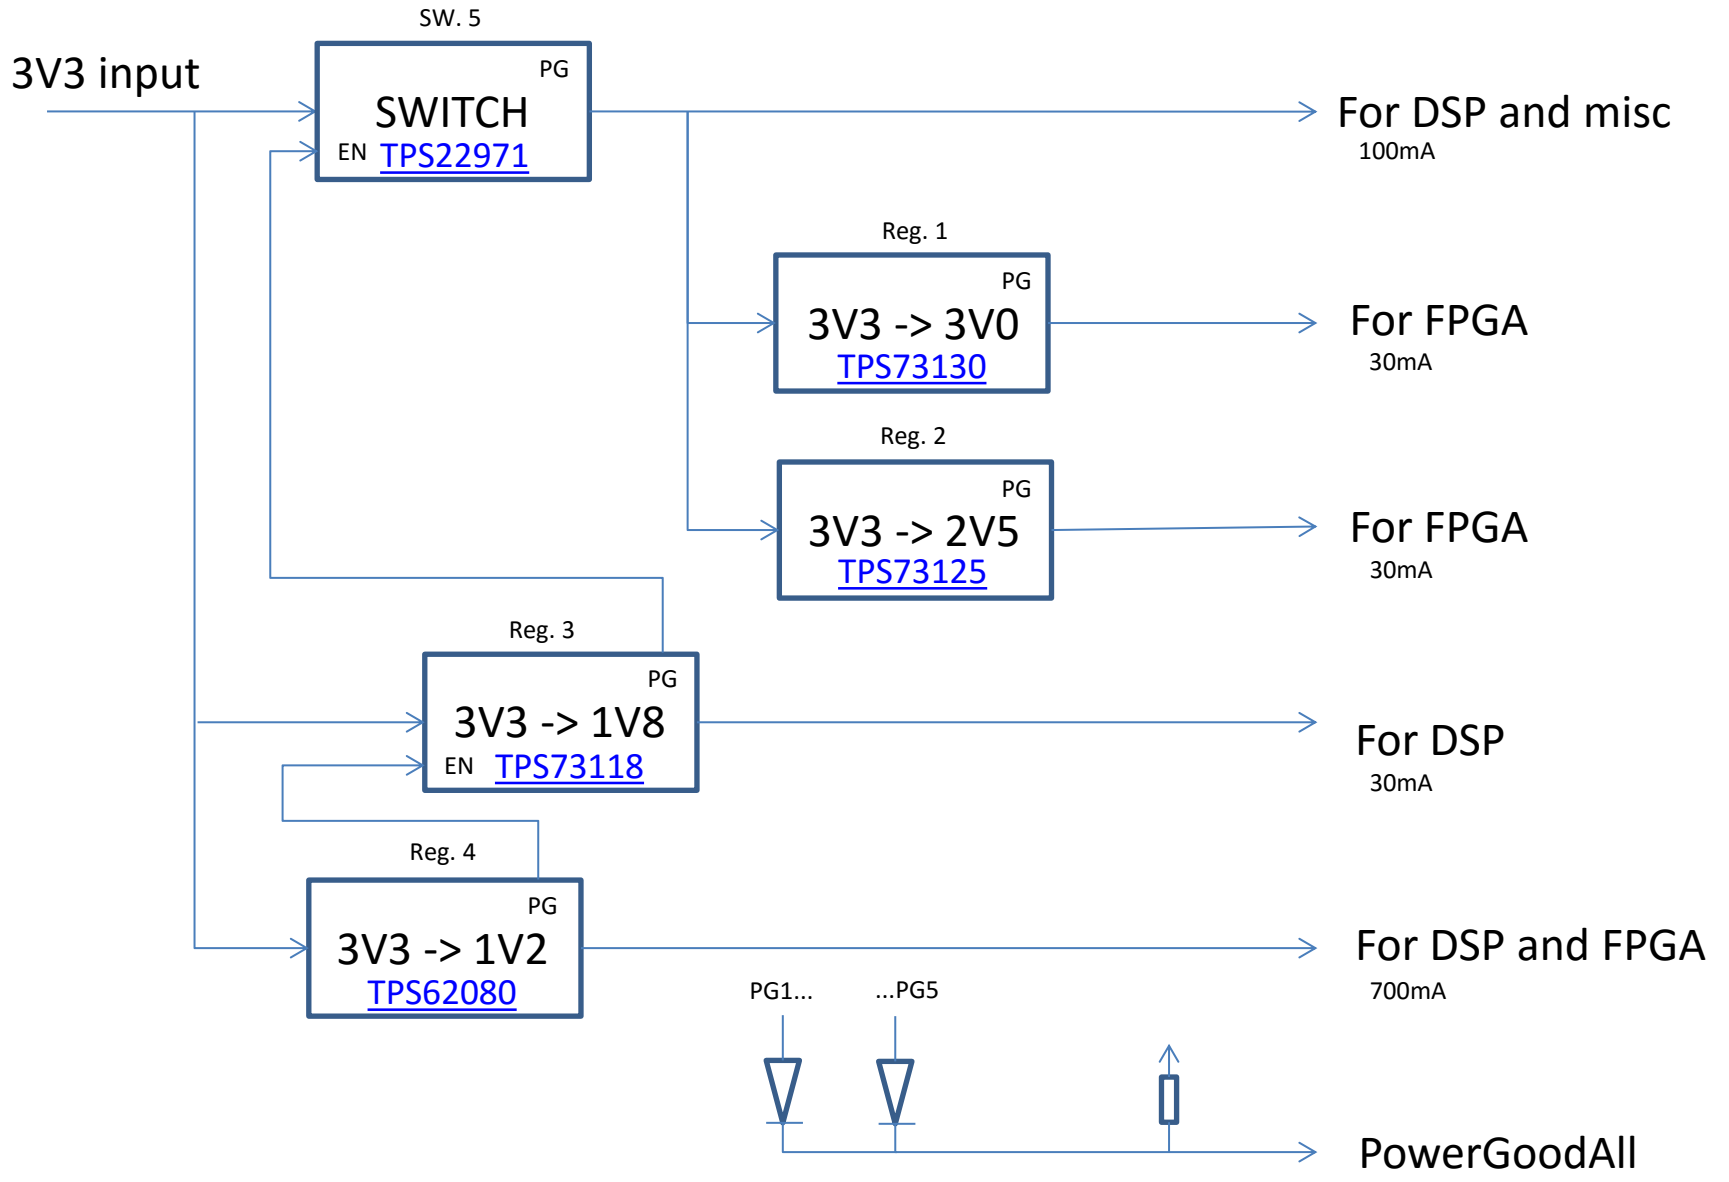 SW. 5
3V3 input
PG
SWITCH
EN TPS22971
For DSP and misc
100mA
Reg. 1
PG
3V3 -> 3V0
TPS73130
For FPGA
30mA
Reg. 2
PG
3V3 -> 2V5
TPS73125
For FPGA
30mA
Reg. 3
PG
3V3 -> 1V8
EN TPS73118
For DSP
30mA
Reg. 4
PG
3V3 -> 1V2
TPS62080
For DSP and FPGA
700mA
PG1... ...PG5
PowerGoodAll